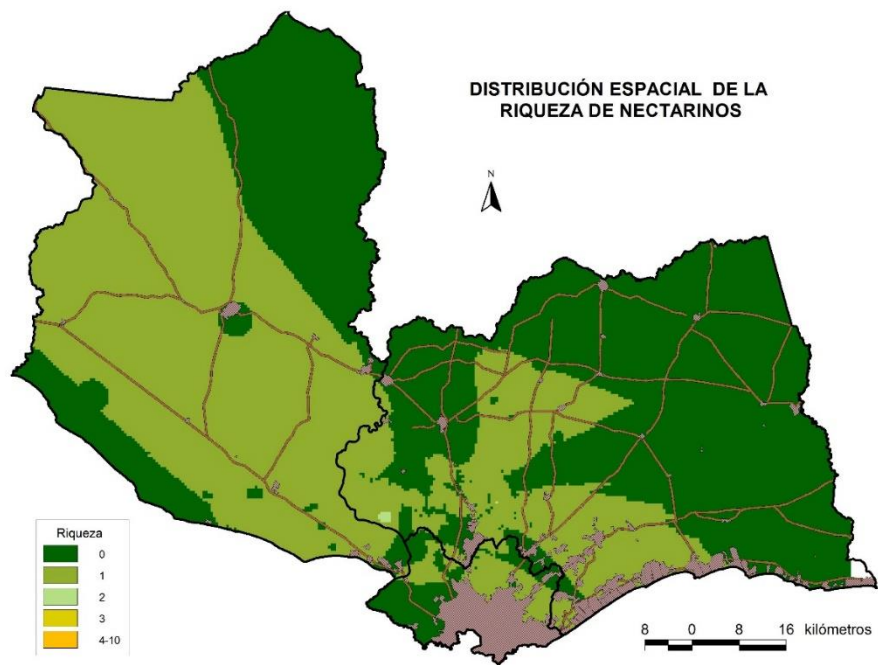 DISTRIBUCIÓN ESPACIAL DE LA
RIQUEZA DE NECTARINOS
N
Riqueza
0
1
2
3
4-10
8 0 8 16 kilómetros